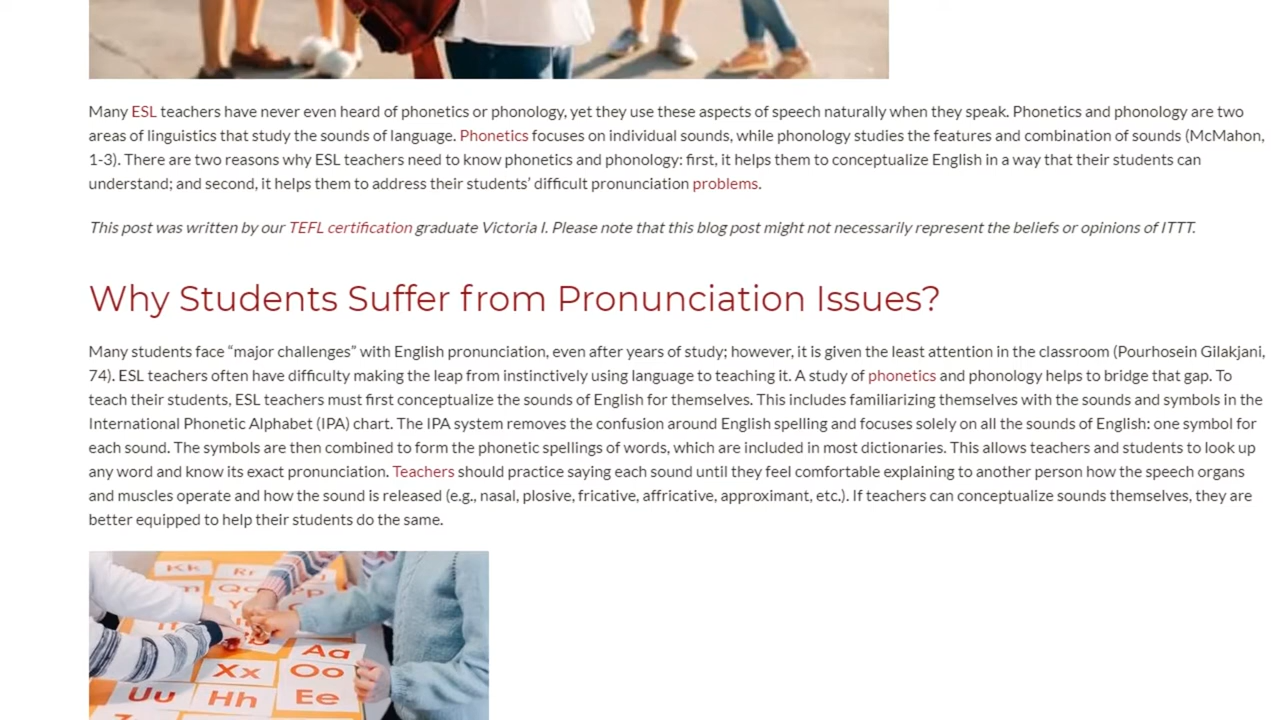 Many ESL teachers have never even heard of phonetics or phonology, yet they use these aspects of speech naturally when they speak. Phonetics and phonology are two
areas of linguistics that study the sounds of language. Phonetics focuses on individual sounds, while phonology studies the features and combination of sounds (McMahon,
1-3). There are two reasons why ESL teachers need to know phonetics and phonology: first, it helps them to conceptualize English in a way that their students can
understand; and second, it helps them to address their students’ difficult pronunciation problems.
This post was written by our TEFL certification graduate Victoria I. Please note that this blog post might not necessarily represent the beliefs or opinions of ITTT.
Why Students Suffer from Pronunciation Issues?
Many students face “major challenges” with English pronunciation, even after years of study; however, it is given the least attention in the classroom (Pourhosein Gilakjani,
74). ESL teachers often have difficulty making the leap from instinctively using language to teaching it. A study of phonetics and phonology helps to bridge that gap. To
teach their students, ESL teachers must first conceptualize the sounds of English for themselves. This includes familiarizing themselves with the sounds and symbols in the
International Phonetic Alphabet (IPA) chart. The IPA system removes the confusion around English spelling and focuses solely on all the sounds of English: one symbol for
each sound. The symbols are then combined to form the phonetic spellings of words, which are included in most dictionaries. This allows teachers and students to look up
any word and know its exact pronunciation. Teachers should practice saying each sound until they feel comfortable explaining to another person how the speech organs
and muscles operate and how the sound is released (e.g., nasal, plosive, fricative, affricative, approximant, etc.). If teachers can conceptualize sounds themselves, they are
better equipped to help their students do the same.
Kk Rr
Aa
Xx Oo
Uu Hh Ee